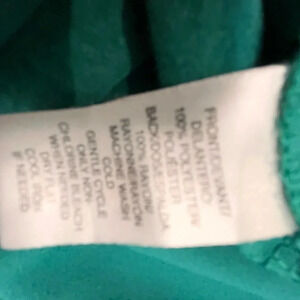 FRONT/DEVANT/
DELANTERO/
100% POLYESTER/
POLIÉSTER
BACK/DOS/ESPALDA
100% RAYON/
RAYONNE/RAYON
MACHINE WASH
COLD
GENTLE CYCLE
ONLY NON-
CHLORINE BLEACH
WHEN NEEDED
DRY FLAT
COOL IRON
IF NEEDED